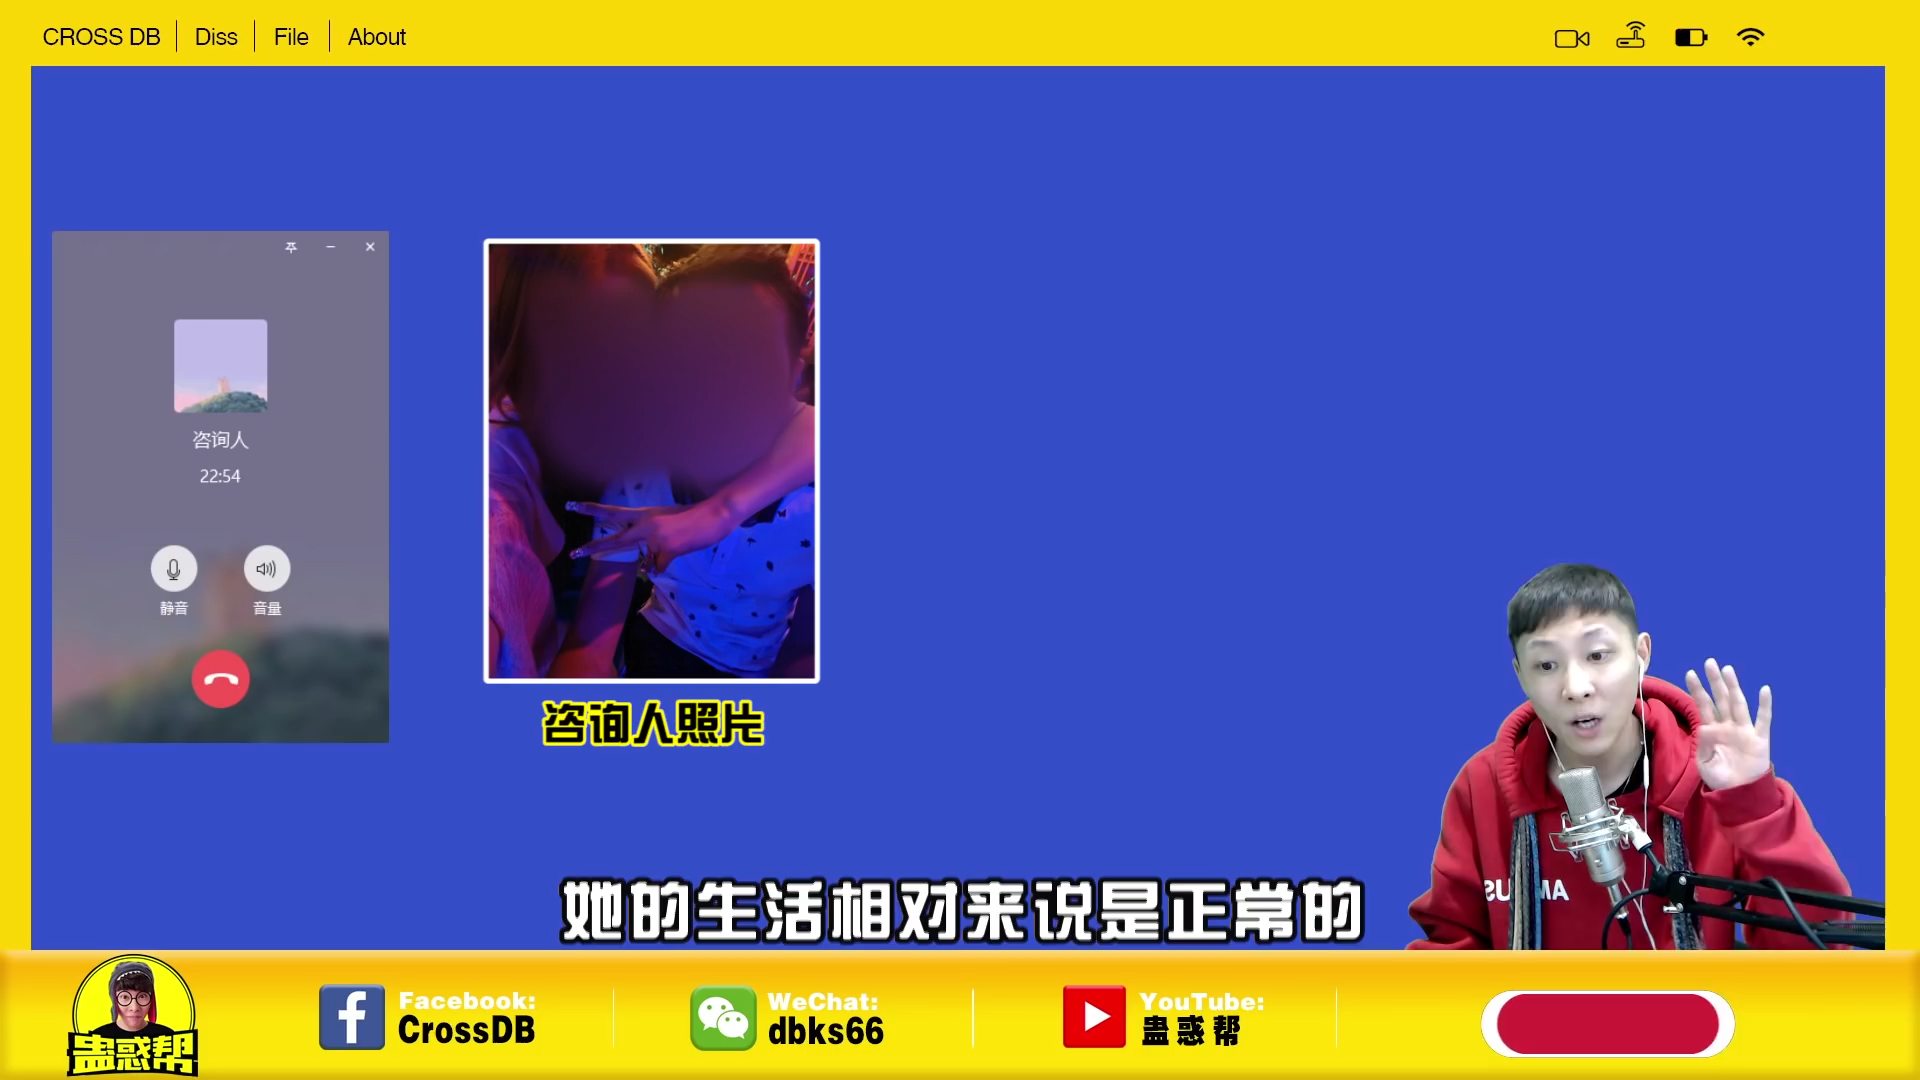 CROSS DB
Diss
File
About
咨询人
22:54
静音
音量
咨询人照片
她的生活相对来说是正常的
蛊惑帮
Facebook:
CrossDB
WeChat:
dbks66
YouTube:
蛊惑帮